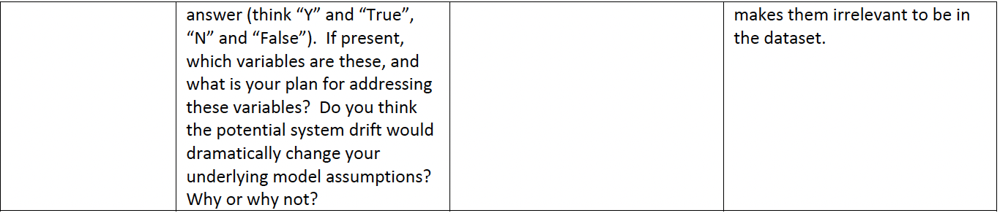 answer (think “Y” and “True”,
“N” and “False”).  If present,
which variables are these, and
what is your plan for addressing
these variables?  Do you think
the potential system drift would
dramatically change your
underlying model assumptions?
Why or why not?
makes them irrelevant to be in
the dataset.